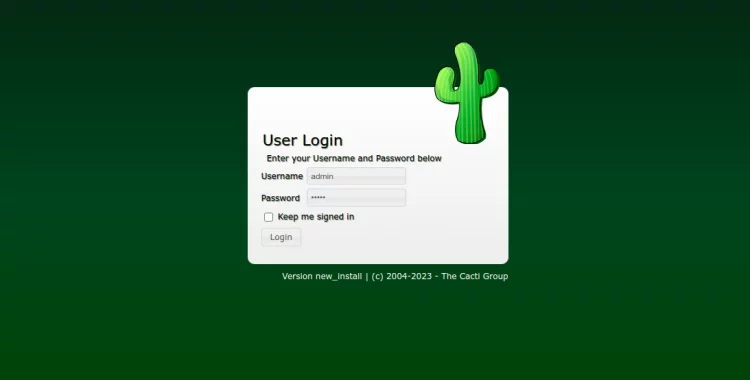 User Login
Enter your Username and Password below
Username admin
Password •••••
Keep me signed in
Login
Version new_install | (c) 2004-2023 - The Cacti Group